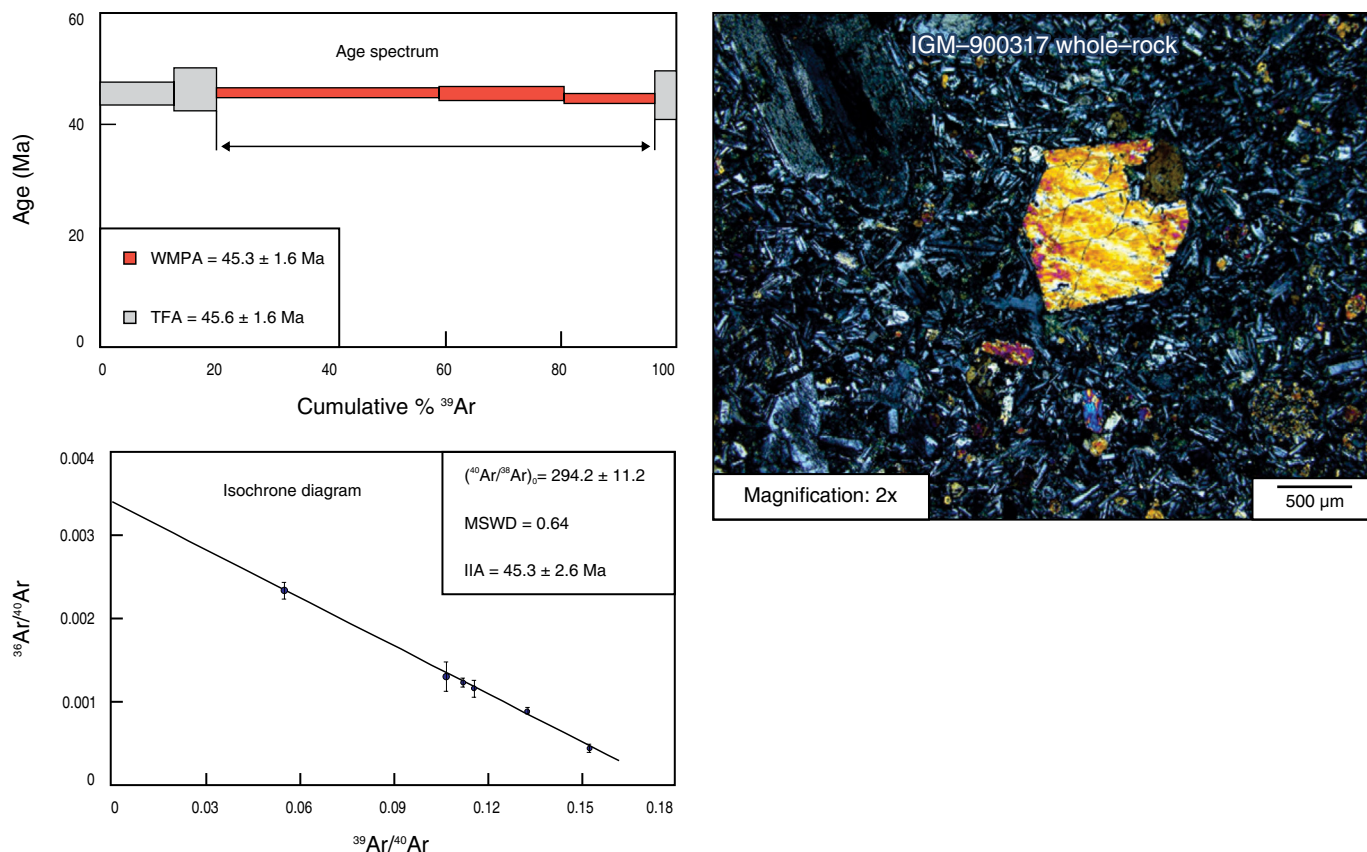 60
40
20
0
Age (Ma)
Age spectrum
WMPA = 45.3 ± 1.6 Ma
TFA = 45.6 ± 1.6 Ma
0
20
40
60
80
100
Cumulative % ³⁹Ar
0.004
0.003
0.002
0.001
0
³⁶Ar/⁴⁰Ar
Isochrone diagram
(⁴⁰Ar/³⁸Ar)₀= 294.2 ± 11.2
MSWD = 0.64
IIA = 45.3 ± 2.6 Ma
0
0.03
0.06
0.09
0.12
0.15
0.18
³⁹Ar/⁴⁰Ar
IGM–900317 whole–rock
Magnification: 2x
500 µm